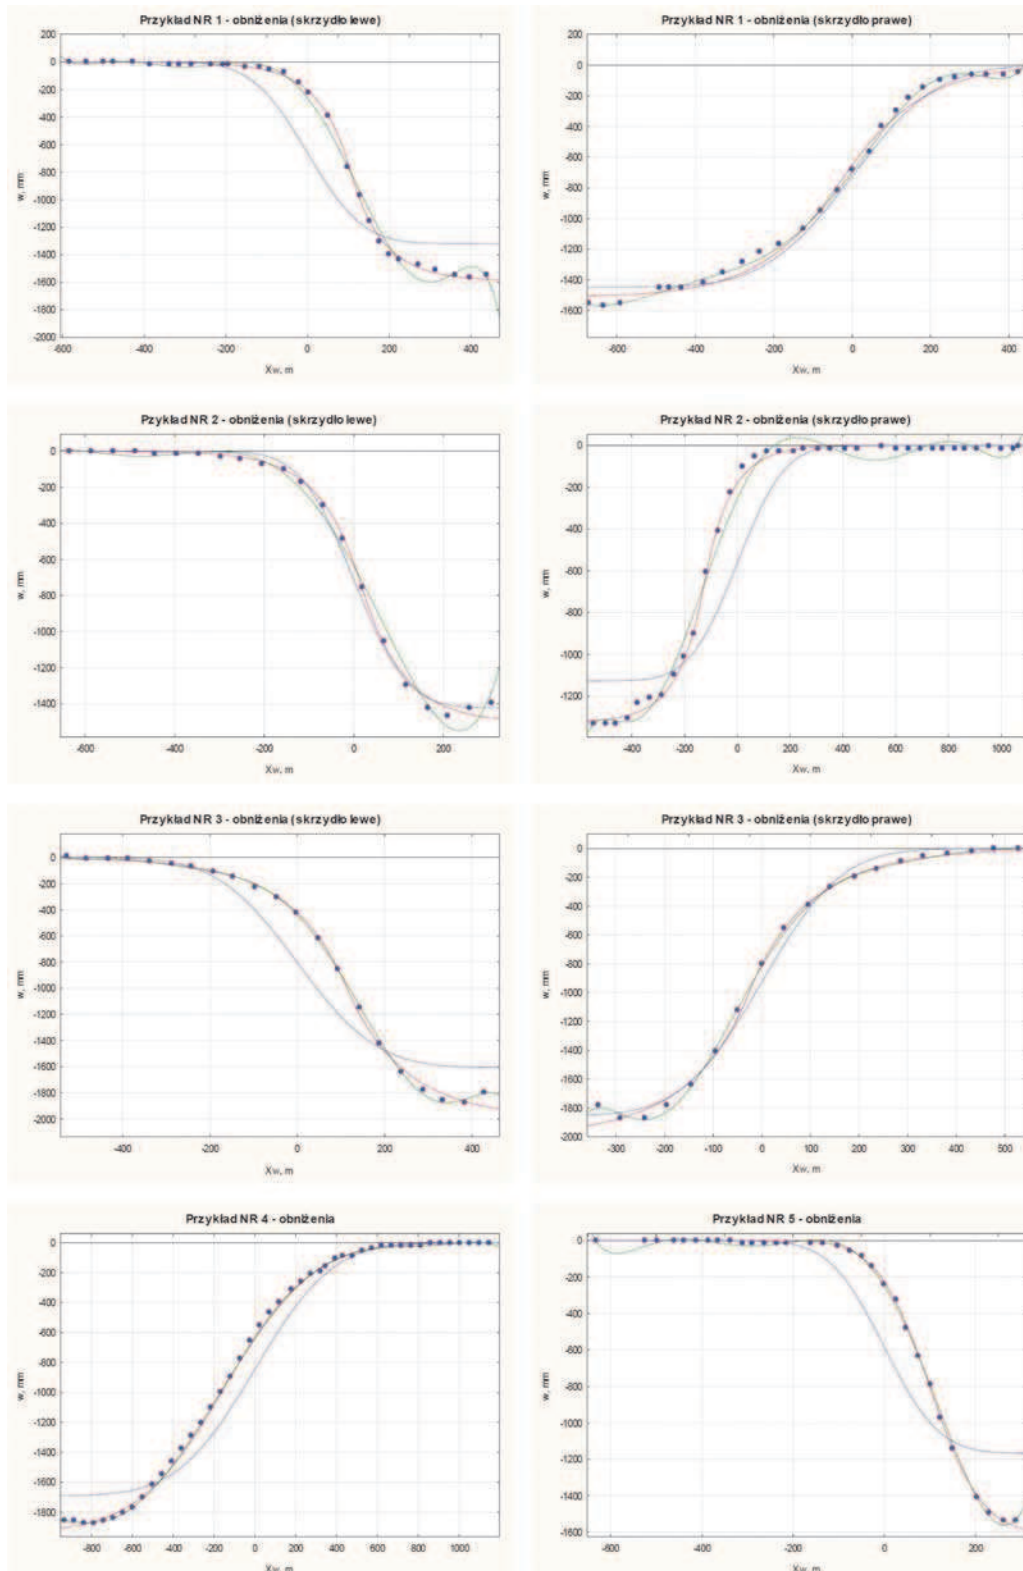 Przykład NR 1 - obniżenia (skrzydło lewe)
200
0
-200
-400
-600
-800
-1000
-1200
-1400
-1600
-1800
-2000
w, mm
-600 -400 -200 0 200 400
Xw, m
Przykład NR 1 - obniżenia (skrzydło prawe)
200
0
-200
-400
-600
-800
-1000
-1200
-1400
-1600
w, mm
-600 -400 -200 0 200 400
Xw, m
Pzykład NR 2 - obniżenia (skrzydło lewe)
0
-200
-400
-600
-800
-1000
-1200
-1400
w, mm
-600 -400 -200 0 200
Xw, m
Przykład NR 2 - obniżenia (skrzydło prawe)
0
-200
-400
-600
-800
-1000
-1200
w, mm
-400 -200 0 200 400 600 800 1000
Xw, m
Przykład NR 3 - obniżenia (skrzydło lewe)
0
-200
-400
-600
-800
-1000
-1200
-1400
-1600
-1800
-2000
w, mm
-400 -200 0 200 400
Xw, m
Przykład NR 3 - obniżenia (skrzydło prawe)
0
-200
-400
-600
-800
-1000
-1200
-1400
-1600
-1800
-2000
w, mm
-300 -200 -100 0 100 200 300 400 500
Xw, m
Przykład NR 4 - obniżenia
0
-200
-400
-600
-800
-1000
-1200
-1400
-1600
-1800
w, mm
-800 -600 -400 -200 0 200 400 600 800 1000
Xw, m
Przykład NR 5 - obniżenia
0
-200
-400
-600
-800
-1000
-1200
-1400
-1600
w, mm
-600 -400 -200 0 200
Xw, m